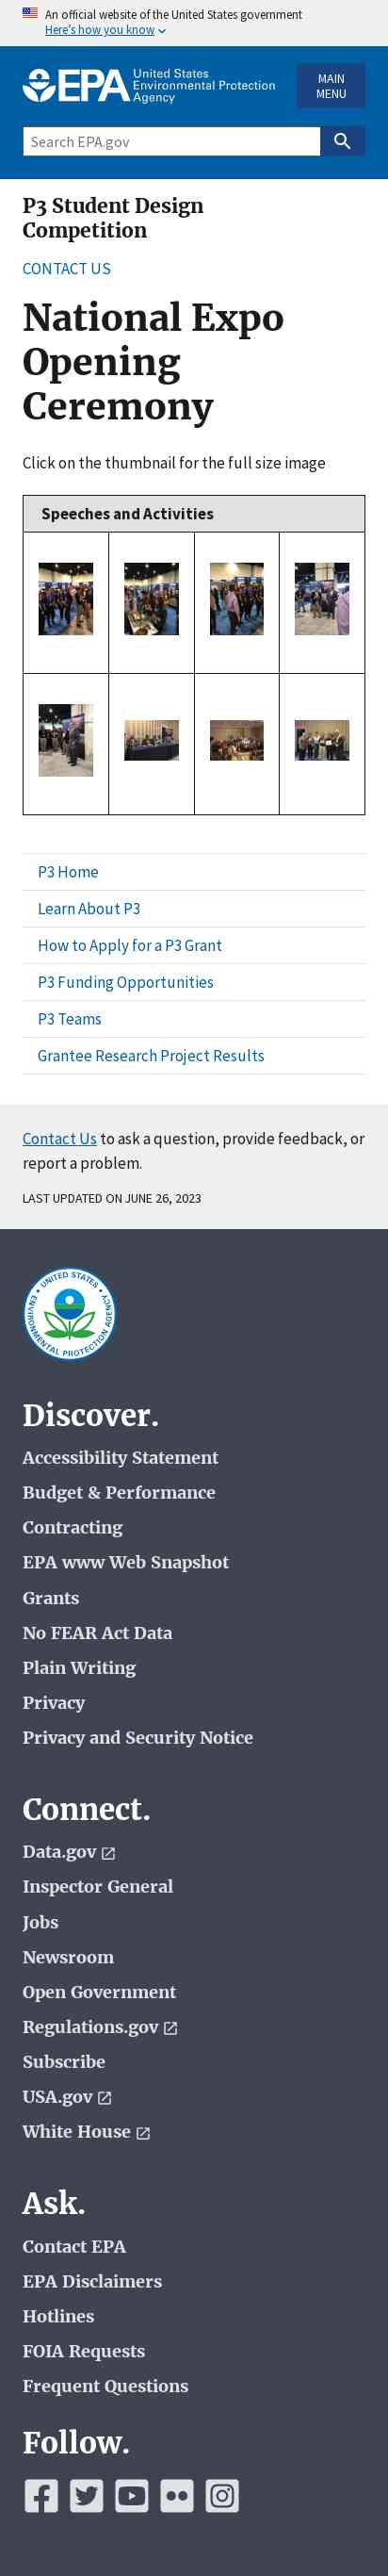 An official website of the United States government
Here's how you know
EPA United States
Environmental Protection
Agency
MAIN
MENU
Search EPA.gov
P3 Student Design
Competition
CONTACT US
National Expo
Opening
Ceremony
Click on the thumbnail for the full size image
Speeches and Activities
P3 Home
Learn About P3
How to Apply for a P3 Grant
P3 Funding Opportunities
P3 Teams
Grantee Research Project Results
Contact Us to ask a question, provide feedback, or
report a problem.
LAST UPDATED ON JUNE 26, 2023
UNITED STATES
ENVIRONMENTAL PROTECTION AGENCY
Discover.
Accessibility Statement
Budget & Performance
Contracting
EPA www Web Snapshot
Grants
No FEAR Act Data
Plain Writing
Privacy
Privacy and Security Notice
Connect.
Data.gov
Inspector General
Jobs
Newsroom
Open Government
Regulations.gov
Subscribe
USA.gov
White House
Ask.
Contact EPA
EPA Disclaimers
Hotlines
FOIA Requests
Frequent Questions
Follow.